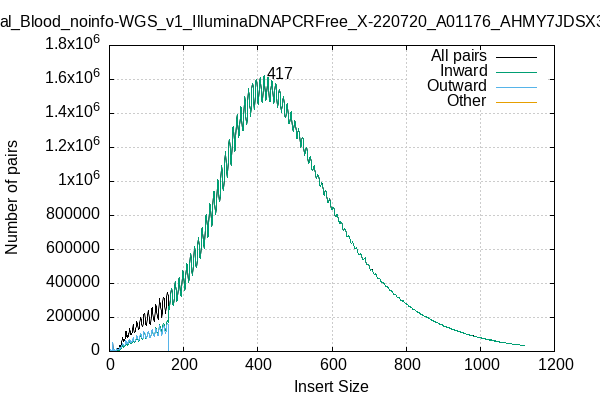 al_Blood_noinfo-WGS_v1_IlluminaDNAPCRFree_X-220720_A01176_AHMY7JDSX3
1.8x10^6
1.6x10^6
1.4x10^6
1.2x10^6
1x10^6
800000
600000
400000
200000
0
Number of pairs
417
All pairs
Inward
Outward
Other
0 200 400 600 800 1000 1200
Insert Size